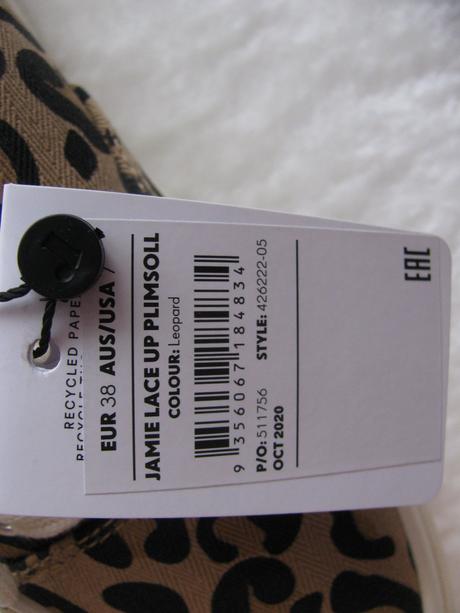 RECYCLED PAPE
EUR 38 AUS/USA 7
JAMIE LACE UP PLIMSOLL
COLOUR: Leopard
9 356067 184834
P/O: 511756 STYLE: 426222-05
OCT 2020
EAC